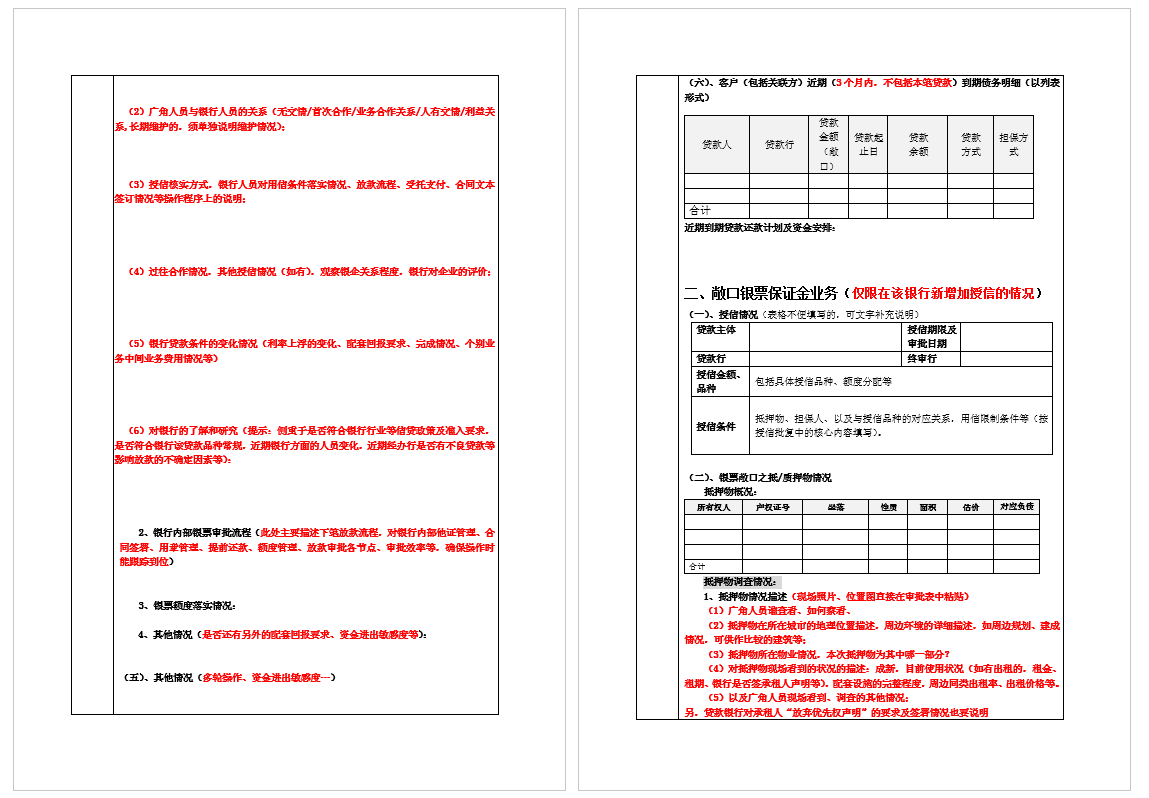 （2）广角人员与银行人员的关系（无交情/首次合作/业务合作关系/人有交情/利益关
系, 长期维护的，须单独说明维护情况）；
（3）授信核实方式，银行人员对用信条件落实情况、放款流程、受托支付、合同文本
签订情况等操作程序上的说明；
（4）过往合作情况，其他授信情况（如有），观察银企关系程度，银行对企业的评价；
（5）银行贷款条件的变化情况（利率上浮的变化、配套回报要求、完成情况、个别业
务中间业务费用情况等）
（6）对银行的了解和研究（提示：侧重于是否符合银行行业等信贷政策及准入要求，
是否符合银行该贷款品种常规，近期银行方面的人员变化，近期经办行是否有不良贷款等
影响放款的不确定因素等）：
2、银行内部银票审批流程（此处主要描述下笔放款流程，对银行内部他证管理、合
同签署、用章管理、提前还款、额度管理、放款审批各节点、审批效率等，确保操作时
能跟踪到位）
3、银票额度落实情况：
4、其他情况（是否还有另外的配套回报要求、资金进出敏感度等）：
（五）、其他情况（多轮操作、资金进出敏感度…）
（六）、客户（包括关联方）近期（3个月内，不包括本笔贷款）到期债务明细（以列表
形式）
贷款人 贷款行 贷款金额（敞口） 贷款起止日 贷款余额 贷款方式 担保方式
合计
近期到期贷款还款计划及资金安排：
二、敞口银票保证金业务（仅限在该银行新增加授信的情况）
（一）、授信情况（表格不便填写的，可文字补充说明）
贷款主体 授信期限及审批日期
贷款行 终审行
授信金额、品种 包括具体授信品种、额度分配等
授信条件 抵押物、担保人、以及与授信品种的对应关系，用信限制条件等（按
授信批复中的核心内容填写）。
（二）、银票敞口之抵/质押物情况
抵押物概况：
所有权人 产权证号 坐落 性质 面积 估价 对应负债
合计
抵押物调查情况：
1、抵押物情况描述（现场照片、位置图直接在审批表中粘贴）
（1）广角人员谁查看、如何察看、
（2）抵押物在所在城市的地理位置描述，周边环境的详细描述，如周边规划、建成
情况，可供作比较的建筑等；
（3）抵押物所在物业情况，本次抵押物为其中哪一部分？
（4）对抵押物现场看到的状况的描述：成新，目前使用状况（如有出租的，租金、
租期、银行是否签承租人声明等），配套设施的完整程度，周边同类出租率、出租价格等。
（5）以及广角人员现场看到、调查的其他情况；
另，贷款银行对承租人“放弃优先权声明”的要求及签署情况也要说明